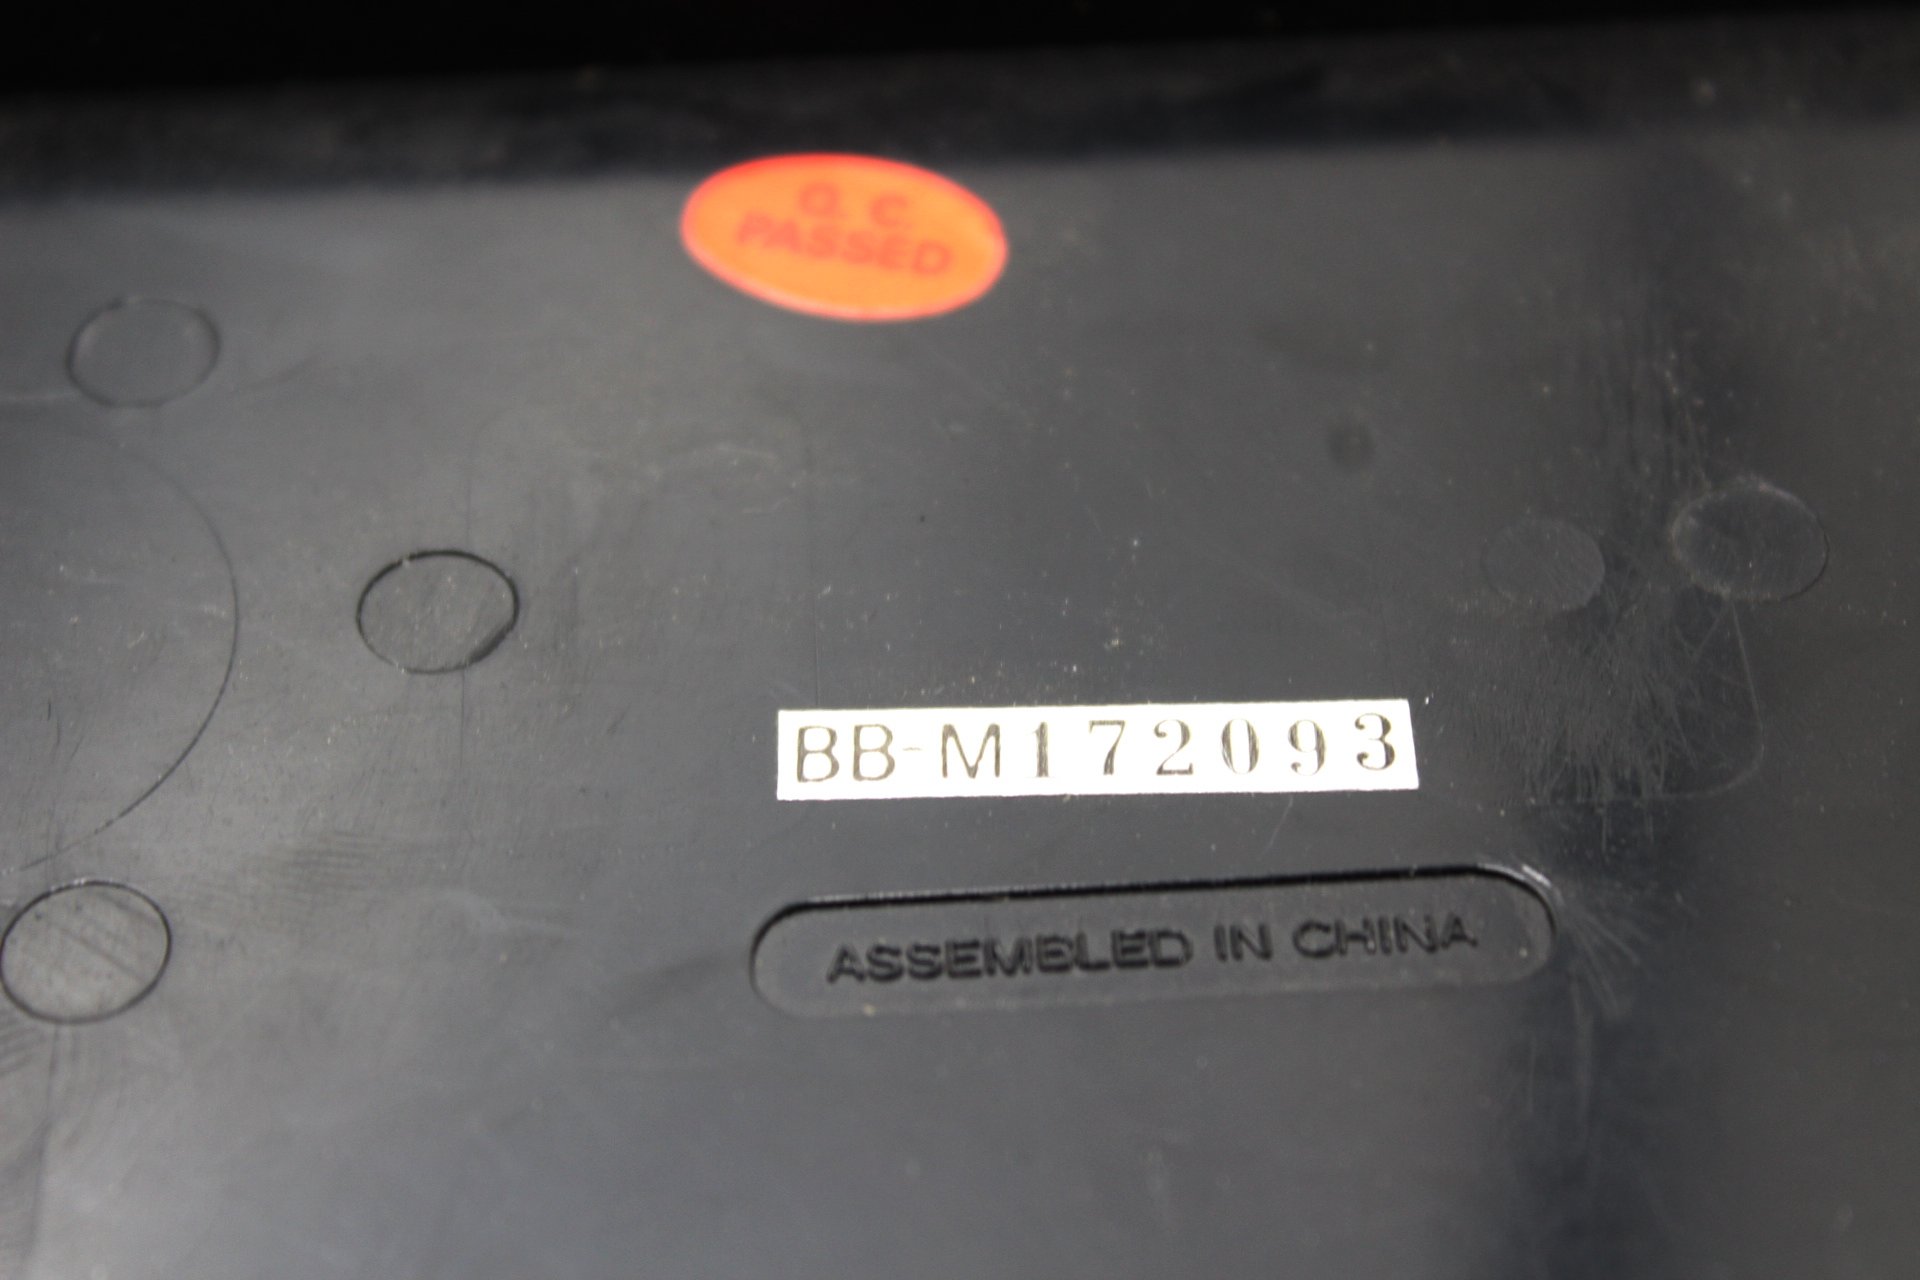 Q. C.
PASSED
BB-M172093
ASSEMBLED IN CHINA